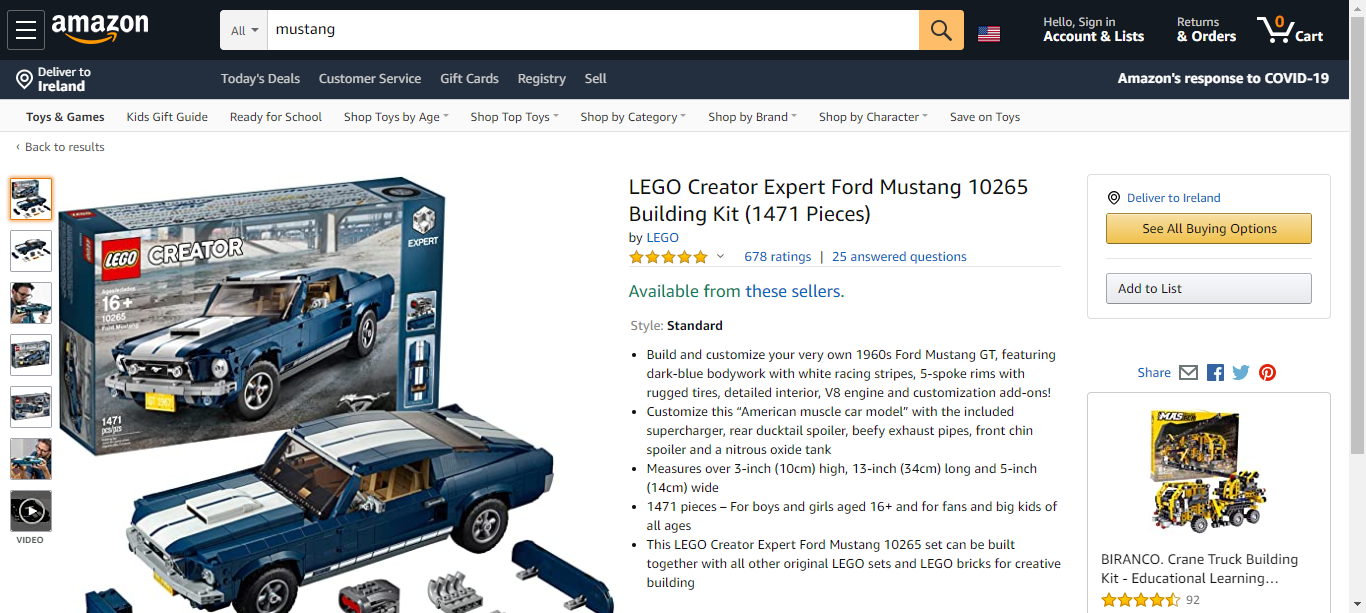 amazon
All
mustang
Hello, Sign in
Account & Lists
Returns
& Orders
0
Cart
Deliver to
Ireland
Today's Deals
Customer Service
Gift Cards
Registry
Sell
Amazon's response to COVID-19
Toys & Games
Kids Gift Guide
Ready for School
Shop Toys by Age
Shop Top Toys
Shop by Category
Shop by Brand
Shop by Character
Save on Toys
‹ Back to results
VIDEO
LEGO
CREATOR
EXPERT
16+
10265
Ford Mustang
1471
pcs/pzs
LEGO Creator Expert Ford Mustang 10265
Building Kit (1471 Pieces)
by LEGO
678 ratings | 25 answered questions
Available from these sellers.
Style: Standard
• Build and customize your very own 1960s Ford Mustang GT, featuring
dark-blue bodywork with white racing stripes, 5-spoke rims with
rugged tires, detailed interior, V8 engine and customization add-ons!
• Customize this “American muscle car model” with the included
supercharger, rear ducktail spoiler, beefy exhaust pipes, front chin
spoiler and a nitrous oxide tank
• Measures over 3-inch (10cm) high, 13-inch (34cm) long and 5-inch
(14cm) wide
• 1471 pieces – For boys and girls aged 16+ and for fans and big kids of
all ages
• This LEGO Creator Expert Ford Mustang 10265 set can be built
together with all other original LEGO sets and LEGO bricks for creative
building
Deliver to Ireland
See All Buying Options
Add to List
Share
BIRANCO. Crane Truck Building
Kit - Educational Learning…
92